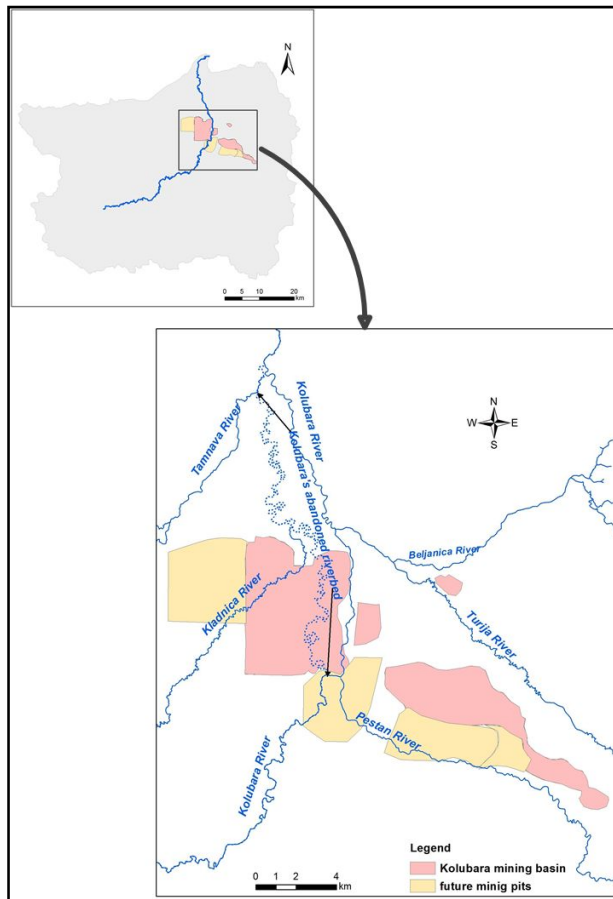 N
0 5 10 20
km
N
W E
S
Kolubara River
Tamnava River
Kolubara's abandoned riverbed
Beljanica River
Kladnica River
Turija River
Pestan River
Kolubara River
Legend
Kolubara mining basin
future minig pits
0 1 2 4
km